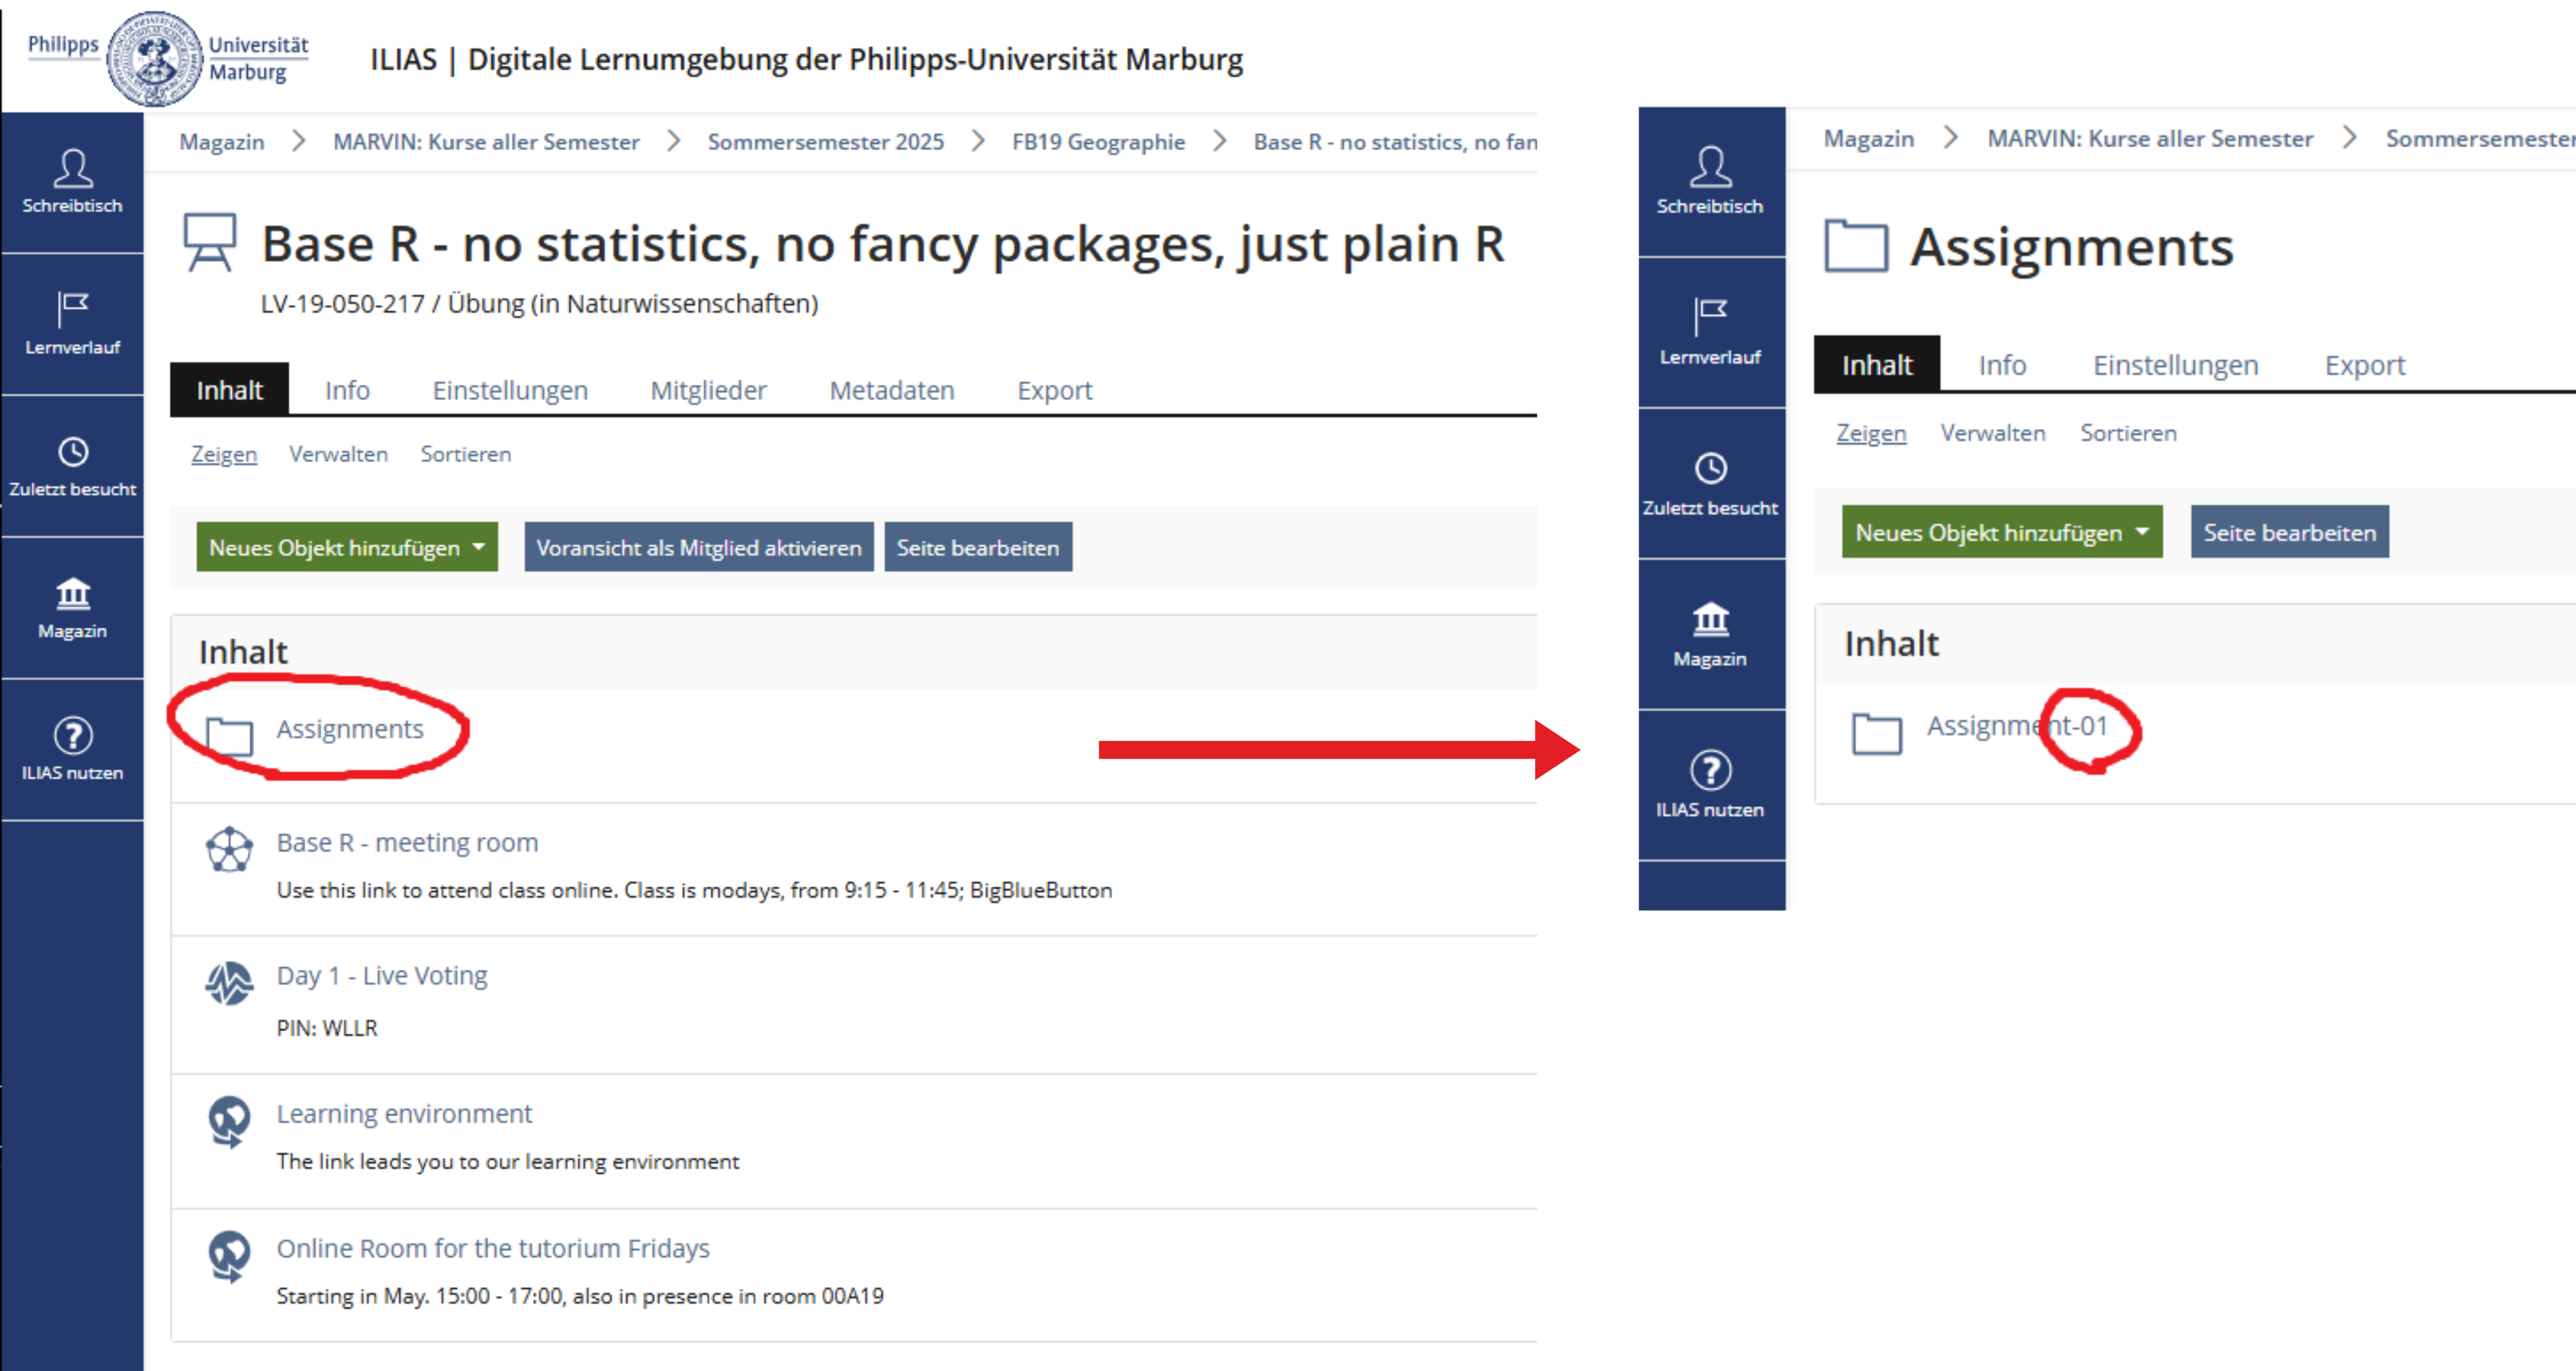 Philipps Universität
Marburg
ILIAS | Digitale Lernumgebung der Philipps-Universität Marburg
Magazin > MARVIN: Kurse aller Semester > Sommersemester 2025 > FB19 Geographie > Base R - no statistics, no fan
Schreibtisch
Lernverlauf
Zuletzt besucht
Magazin
ILIAS nutzen
Base R - no statistics, no fancy packages, just plain R
LV-19-050-217 / Übung (in Naturwissenschaften)
Inhalt Info Einstellungen Mitglieder Metadaten Export
Zeigen Verwalten Sortieren
Neues Objekt hinzufügen Voransicht als Mitglied aktivieren Seite bearbeiten
Inhalt
Assignments
Base R - meeting room
Use this link to attend class online. Class is modays, from 9:15 - 11:45; BigBlueButton
Day 1 - Live Voting
PIN: WLLR
Learning environment
The link leads you to our learning environment
Online Room for the tutorium Fridays
Starting in May. 15:00 - 17:00, also in presence in room 00A19
Magazin > MARVIN: Kurse aller Semester > Sommersemester
Schreibtisch
Lernverlauf
Zuletzt besucht
Magazin
ILIAS nutzen
Assignments
Inhalt Info Einstellungen Export
Zeigen Verwalten Sortieren
Neues Objekt hinzufügen Seite bearbeiten
Inhalt
Assignment-01